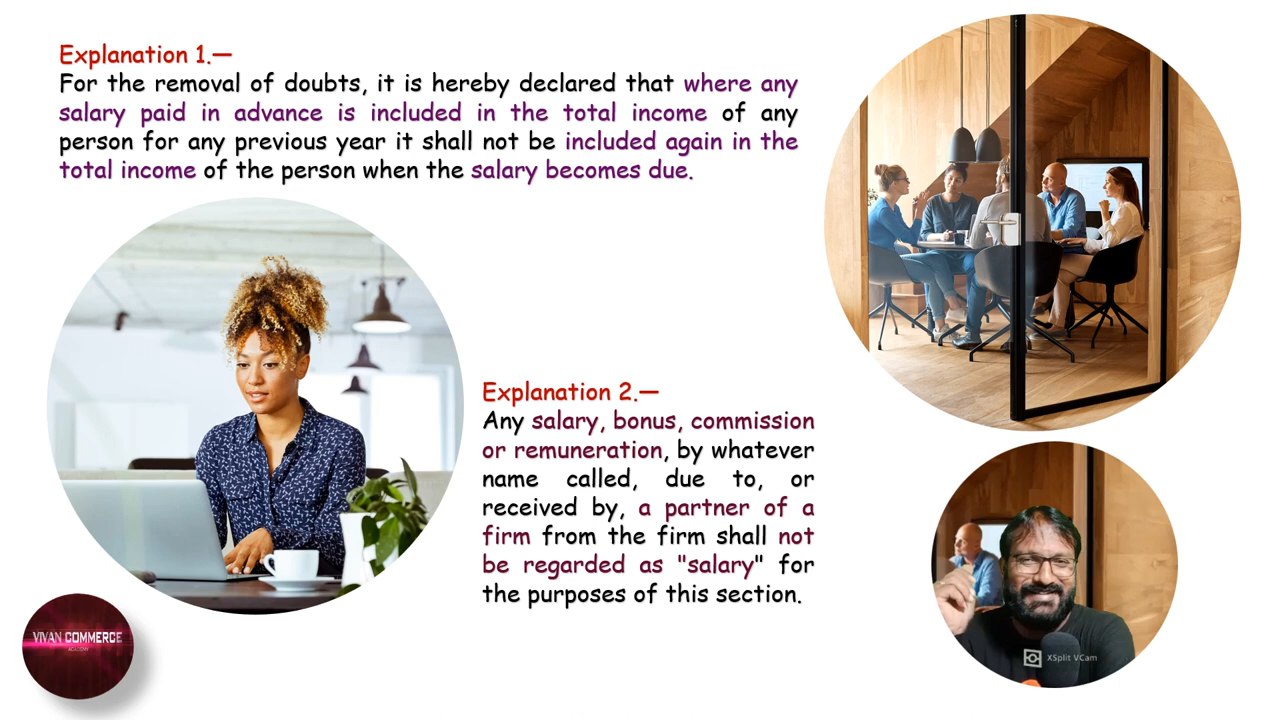 Explanation 1.—
For the removal of doubts, it is hereby declared that where any
salary paid in advance is included in the total income of any
person for any previous year it shall not be included again in the
total income of the person when the salary becomes due.
Explanation 2.—
Any salary, bonus, commission
or remuneration, by whatever
name called, due to, or
received by, a partner of a
firm from the firm shall not
be regarded as "salary" for
the purposes of this section.
VIVAN COMMERCE
ACADEMY
XSplit VCam